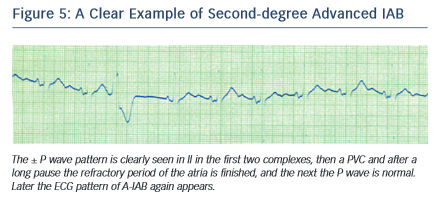 Figure 5: A Clear Example of Second-degree Advanced IAB
The ± P wave pattern is clearly seen in II in the first two complexes, then a PVC and after a
long pause the refractory period of the atria is finished, and the next the P wave is normal.
Later the ECG pattern of A-IAB again appears.